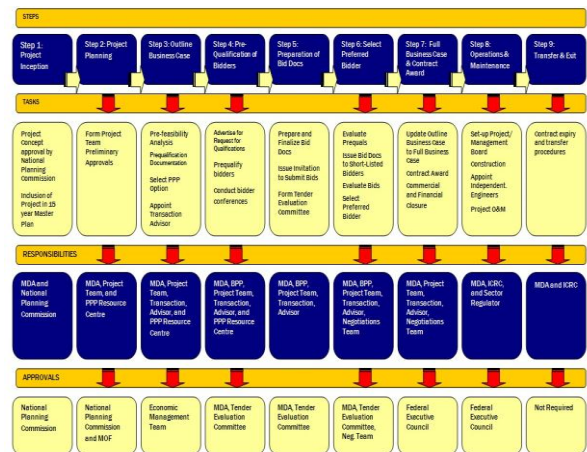 STEPS
Step 1:
Project
Inception
Step 2: Project
Planning
Step 3: Outline
Business Case
Step 4: Pre-
Qualification of
Bidders
Step 5:
Preparation of
Bid Docs
Step 6: Select
Preferred
Bidder
Step 7: Full
Business Case
& Contract
Award
Step 8:
Operations &
Maintenance
Step 9:
Transfer & Exit
TASKS
Project
Concept
approval by
National
Planning
Commission
Inclusion of
Project in 15
year Master
Plan
Form Project
Team
Preliminary
Approvals
Pre-feasibility
Analysis
Prequalification
Documentation
Select PPP
Option
Appoint
Transaction
Advisor
Advertise for
Request for
Qualifications
Prequalify
bidders
Conduct bidder
conferences
Prepare and
Finalize Bid
Docs
Issue Invitation
to Submit Bids
Form Tender
Evaluation
Committee
Evaluate
Prequals
Issue Bid Docs
to Short-Listed
Bidders
Evaluate Bids
Select
Preferred
Bidder
Update Outline
Business Case
to Full Business
Case
Contract Award
Commercial
and Financial
Closure
Set-up Project/
Management
Board
Construction
Appoint
Independent.
Engineers
Project O&M
Contract expiry
and transfer
procedures
RESPONSIBILITIES
MDA and
National
Planning
Commission
MDA, Project
Team, and
PPP Resource
Centre
MDA, Project
Team,
Transaction,
Advisor, and
PPP Resource
Centre
MDA, BPP,
Project Team,
Transaction,
Advisor, and
PPP Resource
Centre
MDA, BPP,
Project Team,
Transaction,
Advisor
MDA, BPP,
Project Team,
Transaction,
Advisor,
Negotiations
Team
MDA, Project
Team,
Transaction,
Advisor,
Negotiations
Team
MDA, ICRC,
and Sector
Regulator
MDA and ICRC
APPROVALS
National
Planning
Commission
National
Planning
Commission
and MOF
Economic
Management
Team
MDA, Tender
Evaluation
Committee
MDA, Tender
Evaluation
Committee
MDA, Tender
Evaluation
Committee,
Neg. Team
Federal
Executive
Council
Federal
Executive
Council
Not Required